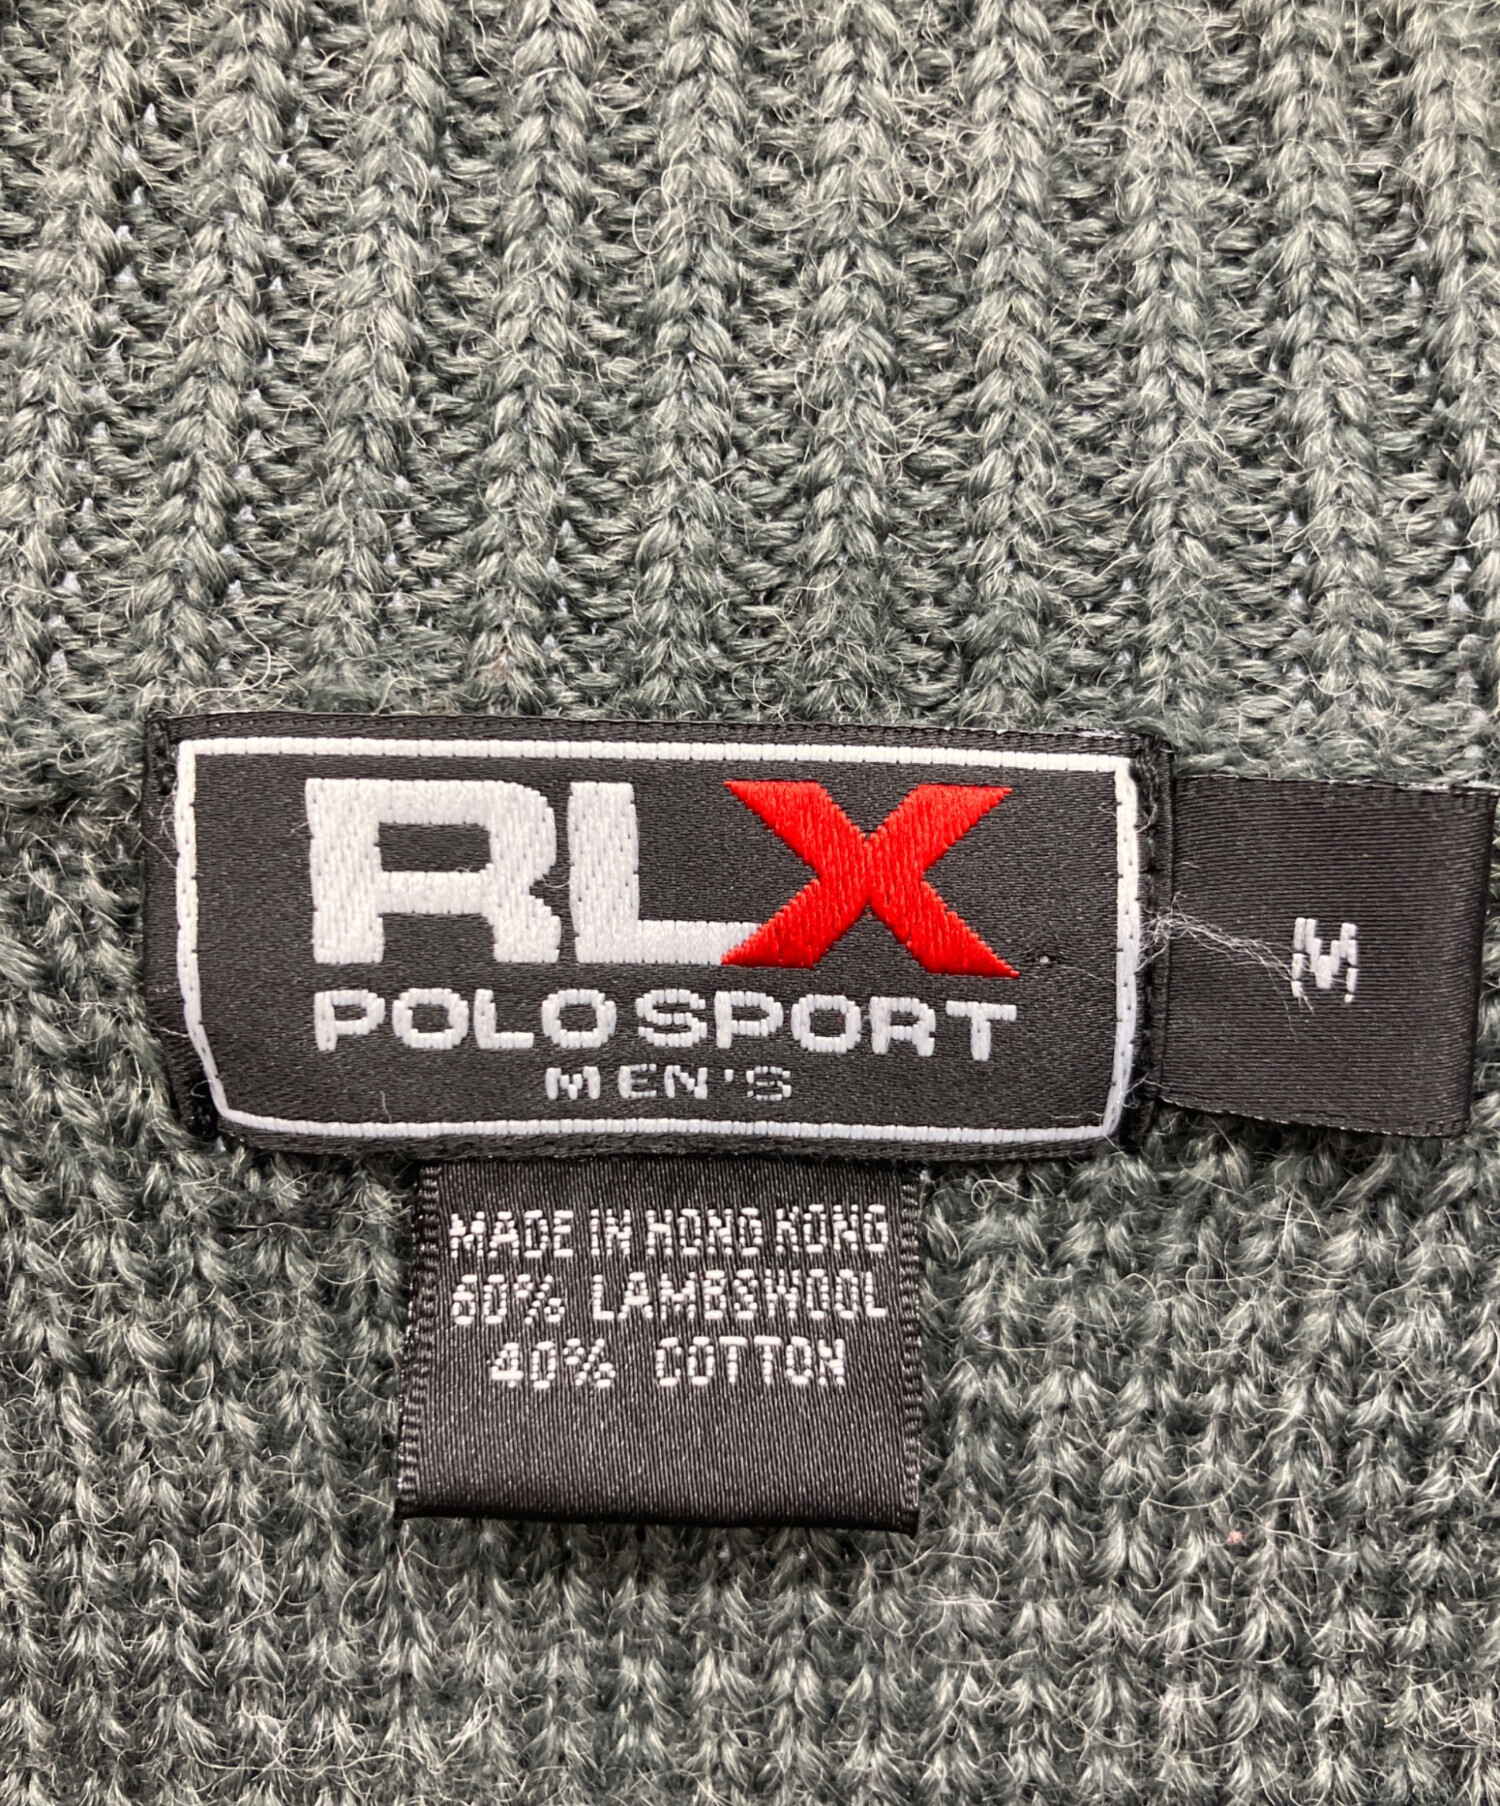 RLX
POLO SPORT
MEN'S
M
MADE IN HONG KONG
60% LAMBSWOOL
40% COTTON